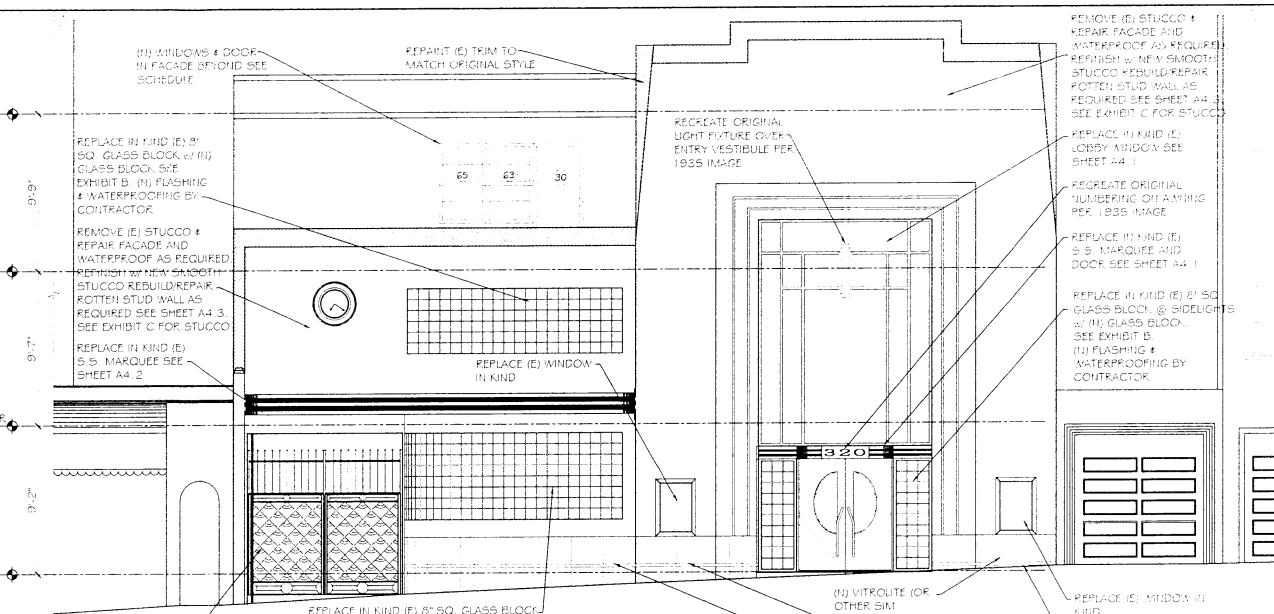 (N) WINDOWS & DOOR
IN FACADE BEYOND SEE
SCHEDULE
REPAINT (E) TRIM TO
MATCH ORIGINAL STYLE
REMOVE (E) STUCCO &
REPAIR FACADE AND
WATERPROOF AS REQUIRED
REFINISH w/ NEW SMOOTH
STUCCO REBUILD/REPAIR
ROTTEN STUD WALL AS
REQUIRED SEE SHEET A4.3.
SEE EXHIBIT C FOR STUCCO
REPLACE IN KIND (E) 8"
SQ. GLASS BLOCK w/ (N)
GLASS BLOCK SEE
EXHIBIT B. (N) FLASHING
& WATERPROOFING BY
CONTRACTOR
65 63 30
RECREATE ORIGINAL
LIGHT FIXTURE OVER
ENTRY VESTIBULE PER
1935 IMAGE
REPLACE IN KIND (E)
LOBBY WINDOW SEE
SHEET A4.1
RECREATE ORIGINAL
NUMBERING ON AWNING
PER 1935 IMAGE
REMOVE (E) STUCCO &
REPAIR FACADE AND
WATERPROOF AS REQUIRED
REFINISH w/ NEW SMOOTH
STUCCO REBUILD/REPAIR
ROTTEN STUD WALL AS
REQUIRED SEE SHEET A4.3.
SEE EXHIBIT C FOR STUCCO
REPLACE IN KIND (E)
S.S. MARQUEE AND
DOOR SEE SHEET A4.1
REPLACE IN KIND (E) 8" SQ
GLASS BLOCK @ SIDELIGHTS
w/ (N) GLASS BLOCK.
SEE EXHIBIT B.
(N) FLASHING &
WATERPROOFING BY
CONTRACTOR
REPLACE IN KIND (E)
S.S. MARQUEE SEE
SHEET A4.2
REPLACE (E) WINDOW
IN KIND
9'-9"
9'-7"
9'-2"
320
REPLACE IN KIND (E) 8" SQ. GLASS BLOCK
(N) VITROLITE (OR
OTHER SIM
REPLACE (E) WINDOW IN
KIND